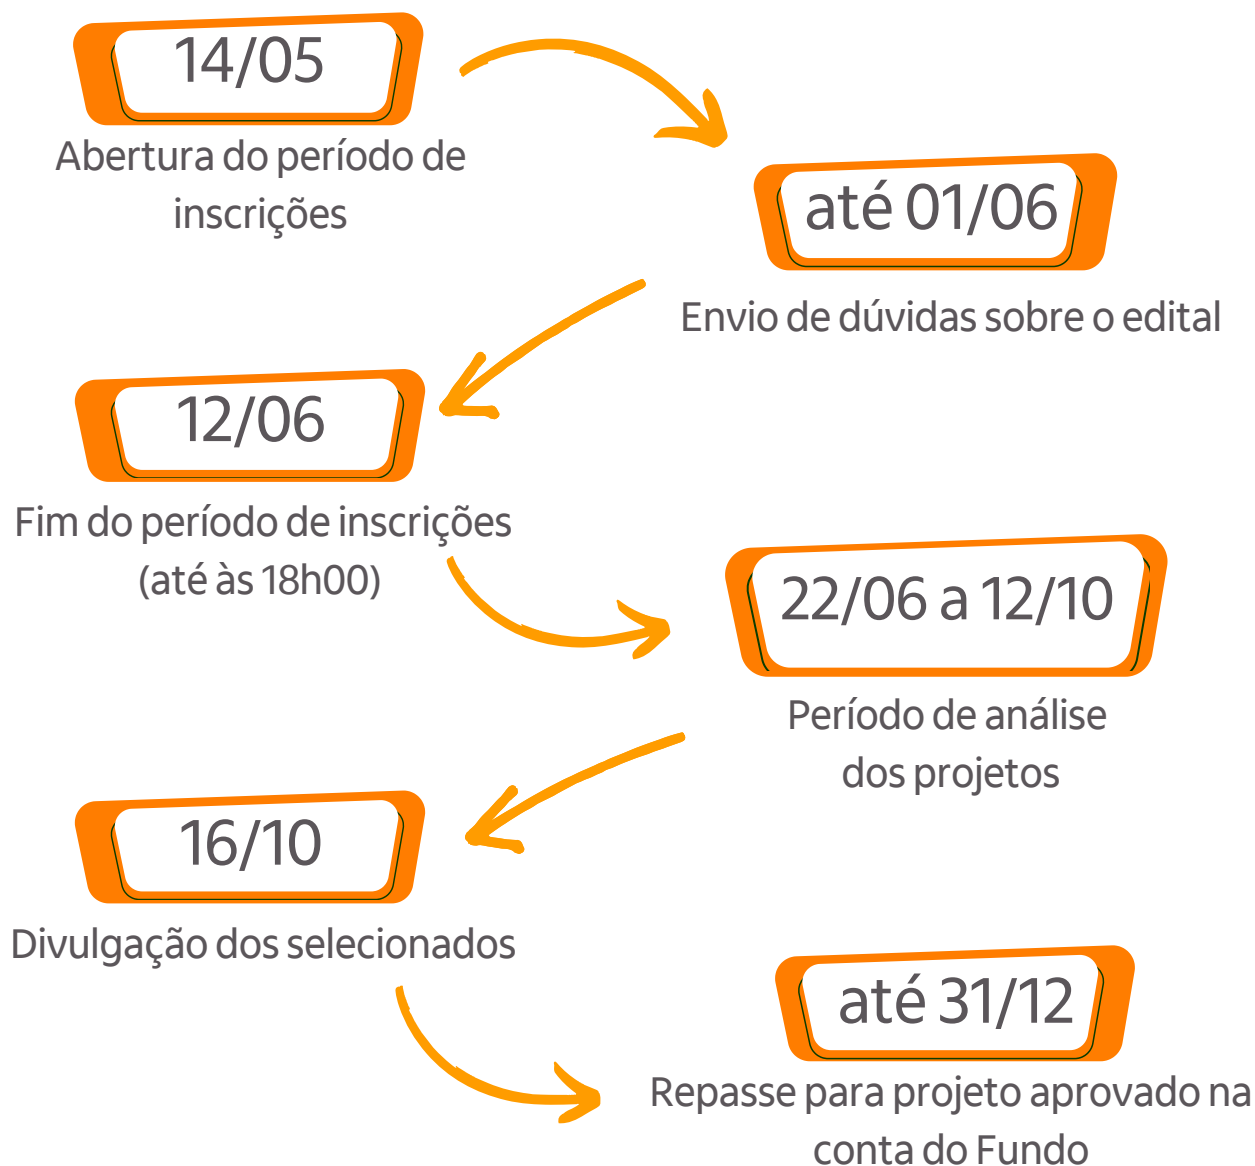 14/05
Abertura do período de
inscrições
até 01/06
Envio de dúvidas sobre o edital
12/06
Fim do período de inscrições
(até às 18h00)
22/06 a 12/10
Período de análise
dos projetos
16/10
Divulgação dos selecionados
até 31/12
Repasse para projeto aprovado na
conta do Fundo